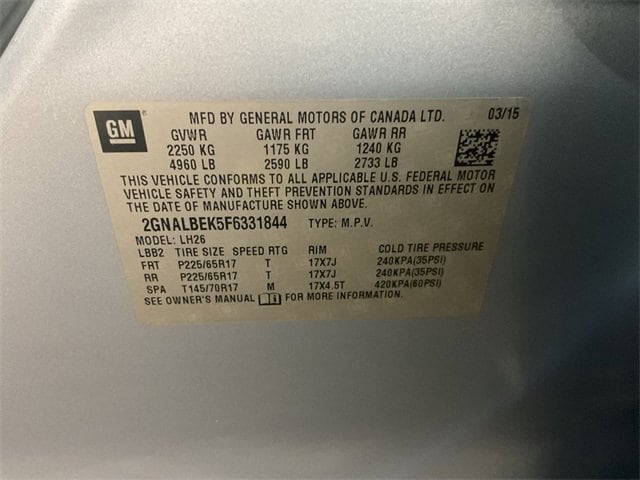 GM MFD BY GENERAL MOTORS OF CANADA LTD. 03/15
GVWR GAWR FRT GAWR RR
2250 KG 1175 KG 1240 KG
4960 LB 2590 LB 2733 LB
THIS VEHICLE CONFORMS TO ALL APPLICABLE U.S. FEDERAL MOTOR
VEHICLE SAFETY AND THEFT PREVENTION STANDARDS IN EFFECT ON
THE DATE OF MANUFACTURE SHOWN ABOVE.
2GNALBEK5F6331844 TYPE: M.P.V.
MODEL: LH26
LBB2 TIRE SIZE SPEED RTG RIM COLD TIRE PRESSURE
FRT P225/65R17 T 17X7J 240KPA(35PSI)
RR P225/65R17 T 17X7J 240KPA(35PSI)
SPA T145/70R17 M 17X4.5T 420KPA(60PSI)
SEE OWNER'S MANUAL FOR MORE INFORMATION.